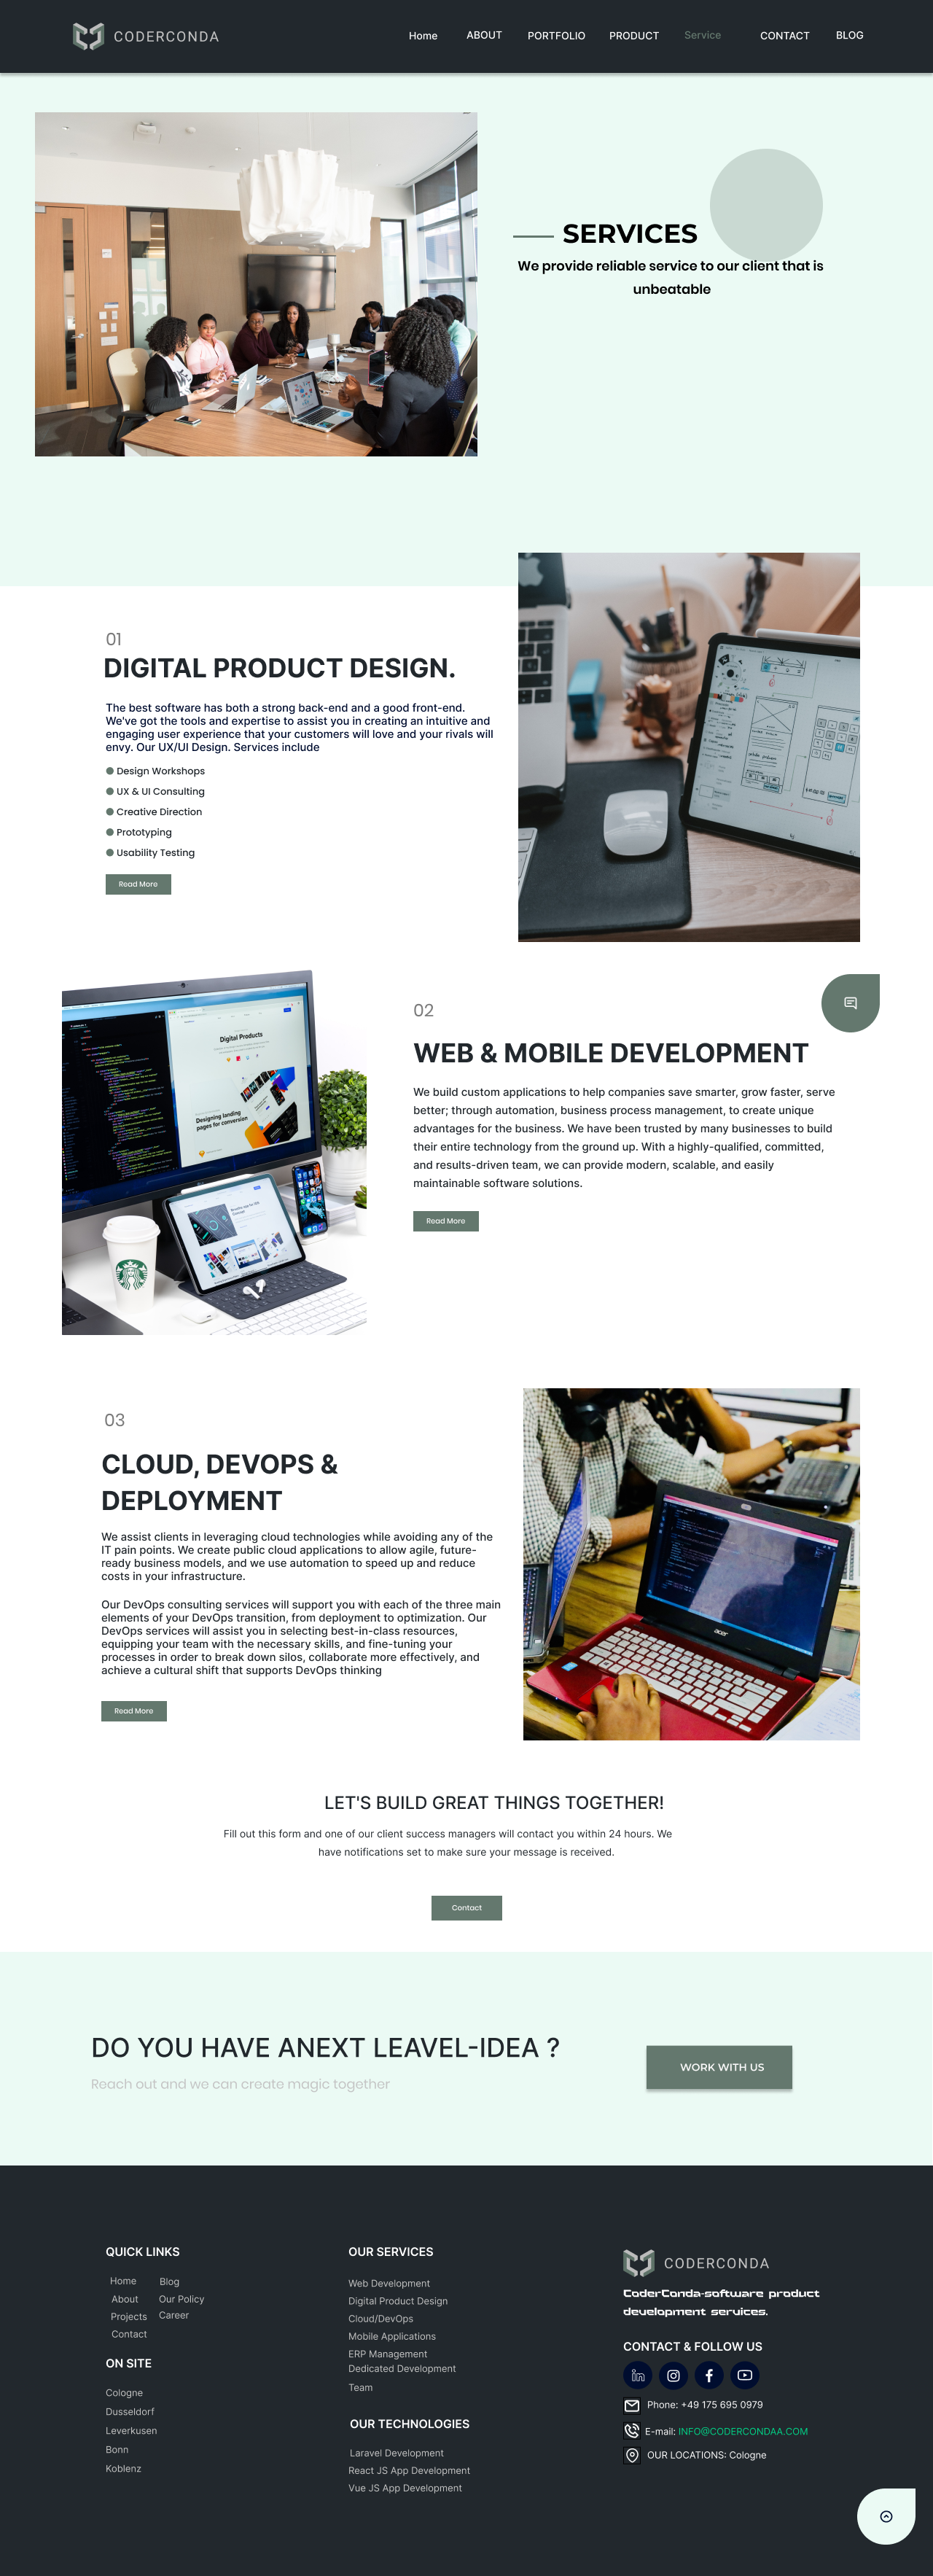 CODERCONDA
Home ABOUT PORTFOLIO PRODUCT Service CONTACT BLOG
SERVICES
We provide reliable service to our client that is
unbeatable
01
DIGITAL PRODUCT DESIGN.
The best software has both a strong back-end and a good front-end.
We've got the tools and expertise to assist you in creating an intuitive and
engaging user experience that your customers will love and your rivals will
envy. Our UX/UI Design. Services include
Design Workshops
UX & UI Consulting
Creative Direction
Prototyping
Usability Testing
Read More
Digital Products
Designing landing
pages for conversion
02
WEB & MOBILE DEVELOPMENT
We build custom applications to help companies save smarter, grow faster, serve
better; through automation, business process management, to create unique
advantages for the business. We have been trusted by many businesses to build
their entire technology from the ground up. With a highly-qualified, committed,
and results-driven team, we can provide modern, scalable, and easily
maintainable software solutions.
Read More
03
CLOUD, DEVOPS &
DEPLOYMENT
We assist clients in leveraging cloud technologies while avoiding any of the
IT pain points. We create public cloud applications to allow agile, future-
ready business models, and we use automation to speed up and reduce
costs in your infrastructure.
Our DevOps consulting services will support you with each of the three main
elements of your DevOps transition, from deployment to optimization. Our
DevOps services will assist you in selecting best-in-class resources,
equipping your team with the necessary skills, and fine-tuning your
processes in order to break down silos, collaborate more effectively, and
achieve a cultural shift that supports DevOps thinking
Read More
acer
LET'S BUILD GREAT THINGS TOGETHER!
Fill out this form and one of our client success managers will contact you within 24 hours. We
have notifications set to make sure your message is received.
Contact
DO YOU HAVE ANEXT LEAVEL-IDEA ?
Reach out and we can create magic together
WORK WITH US
QUICK LINKS
Home Blog
About Our Policy
Projects Career
Contact
ON SITE
Cologne
Dusseldorf
Leverkusen
Bonn
Koblenz
OUR SERVICES
Web Development
Digital Product Design
Cloud/DevOps
Mobile Applications
ERP Management
Dedicated Development
Team
OUR TECHNOLOGIES
Laravel Development
React JS App Development
Vue JS App Development
CODERCONDA
CoderConda-software product
development services.
CONTACT & FOLLOW US
in
Phone: +49 175 695 0979
E-mail: INFO@CODERCONDAA.COM
OUR LOCATIONS: Cologne